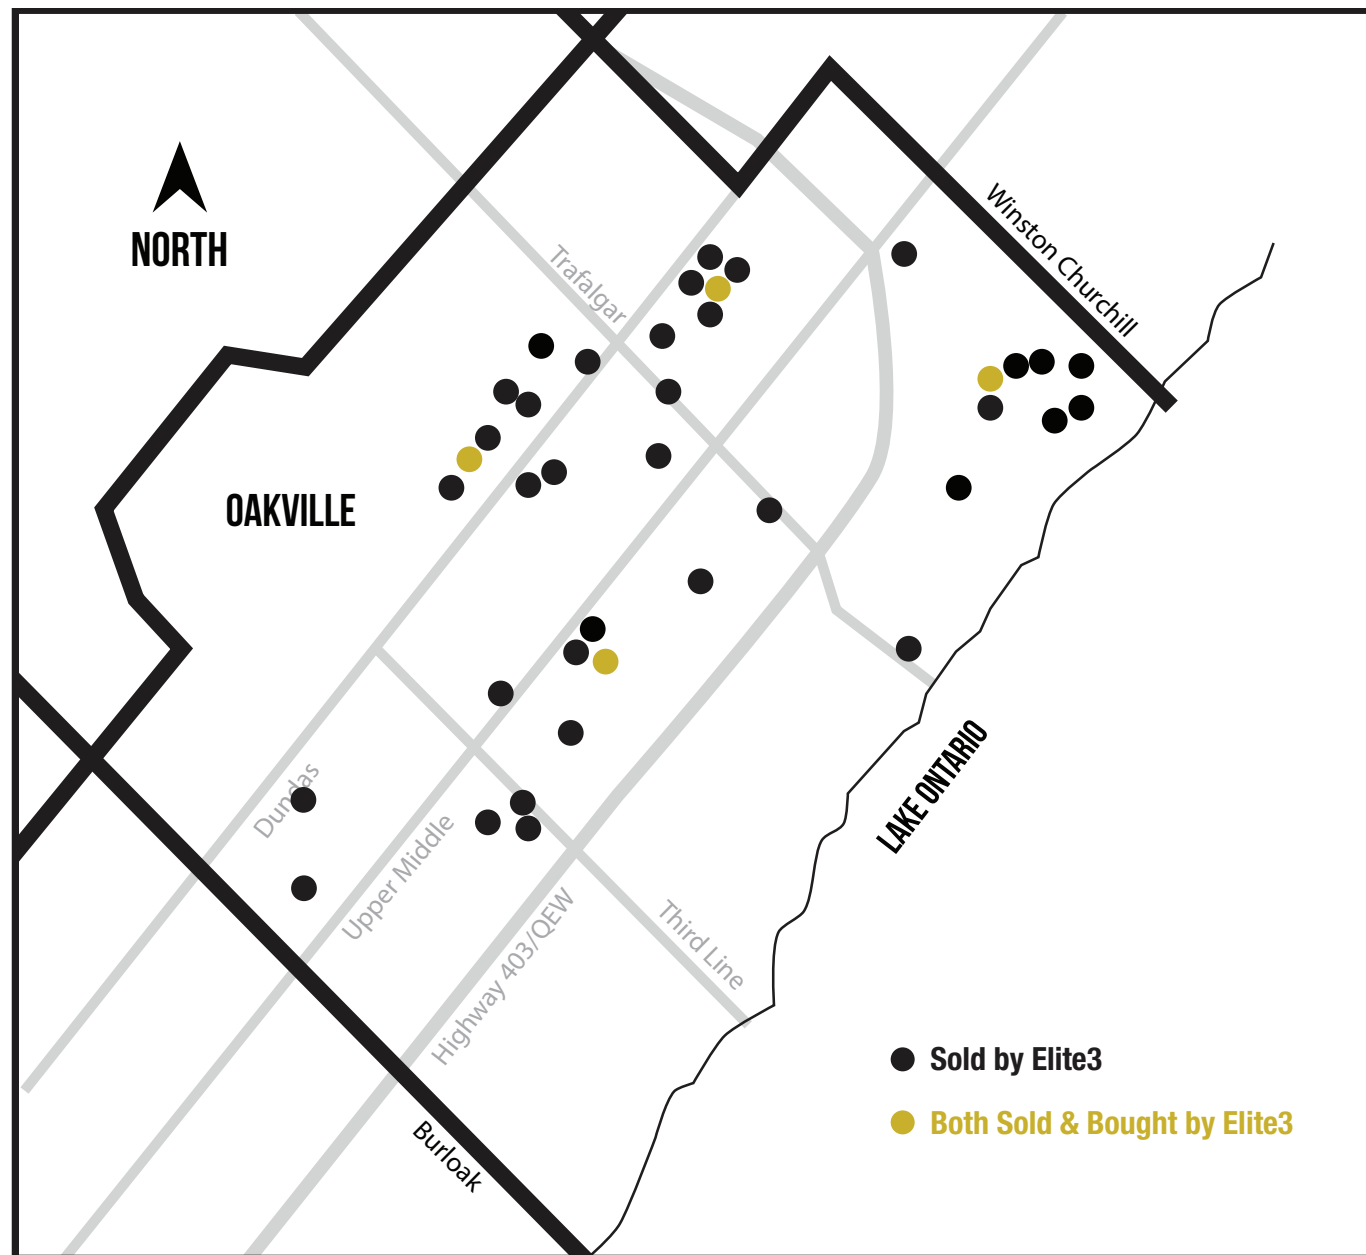 NORTH
Winston Churchill
Trafalgar
OAKVILLE
LAKE ONTARIO
Dundas
Upper Middle
Highway 403/QEW
Third Line
Burloak
Sold by Elite3
Both Sold & Bought by Elite3